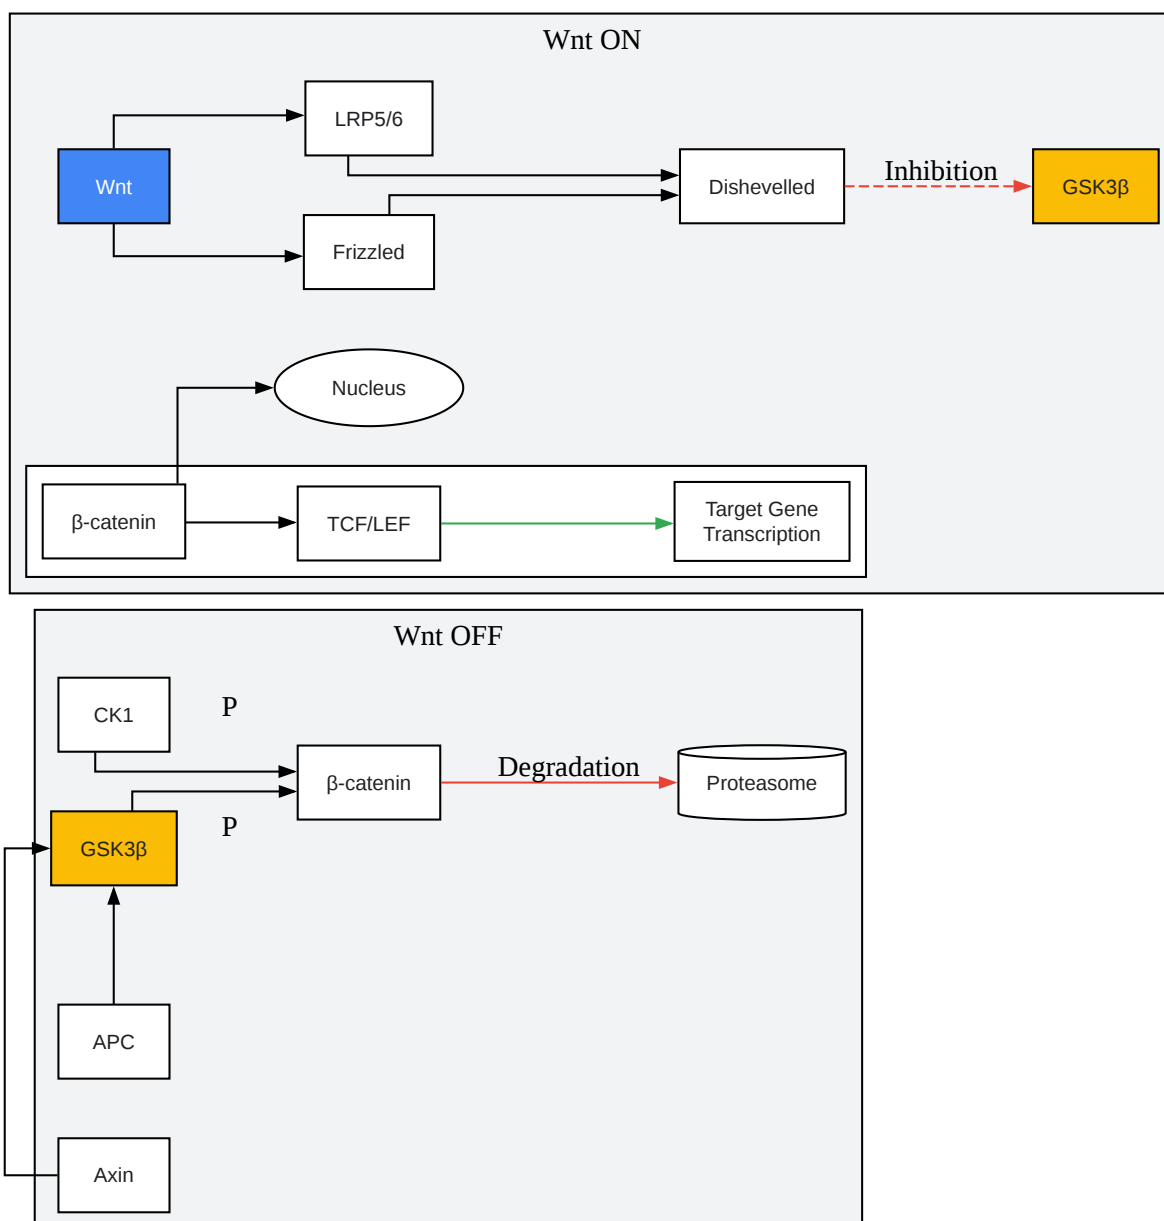 Wnt ON
LRP5/6
Wnt
Dishevelled
Inhibition
GSK3β
Frizzled
Nucleus
β-catenin
TCF/LEF
Target Gene
Transcription
Wnt OFF
CK1
P
β-catenin
Degradation
Proteasome
GSK3β
P
APC
Axin